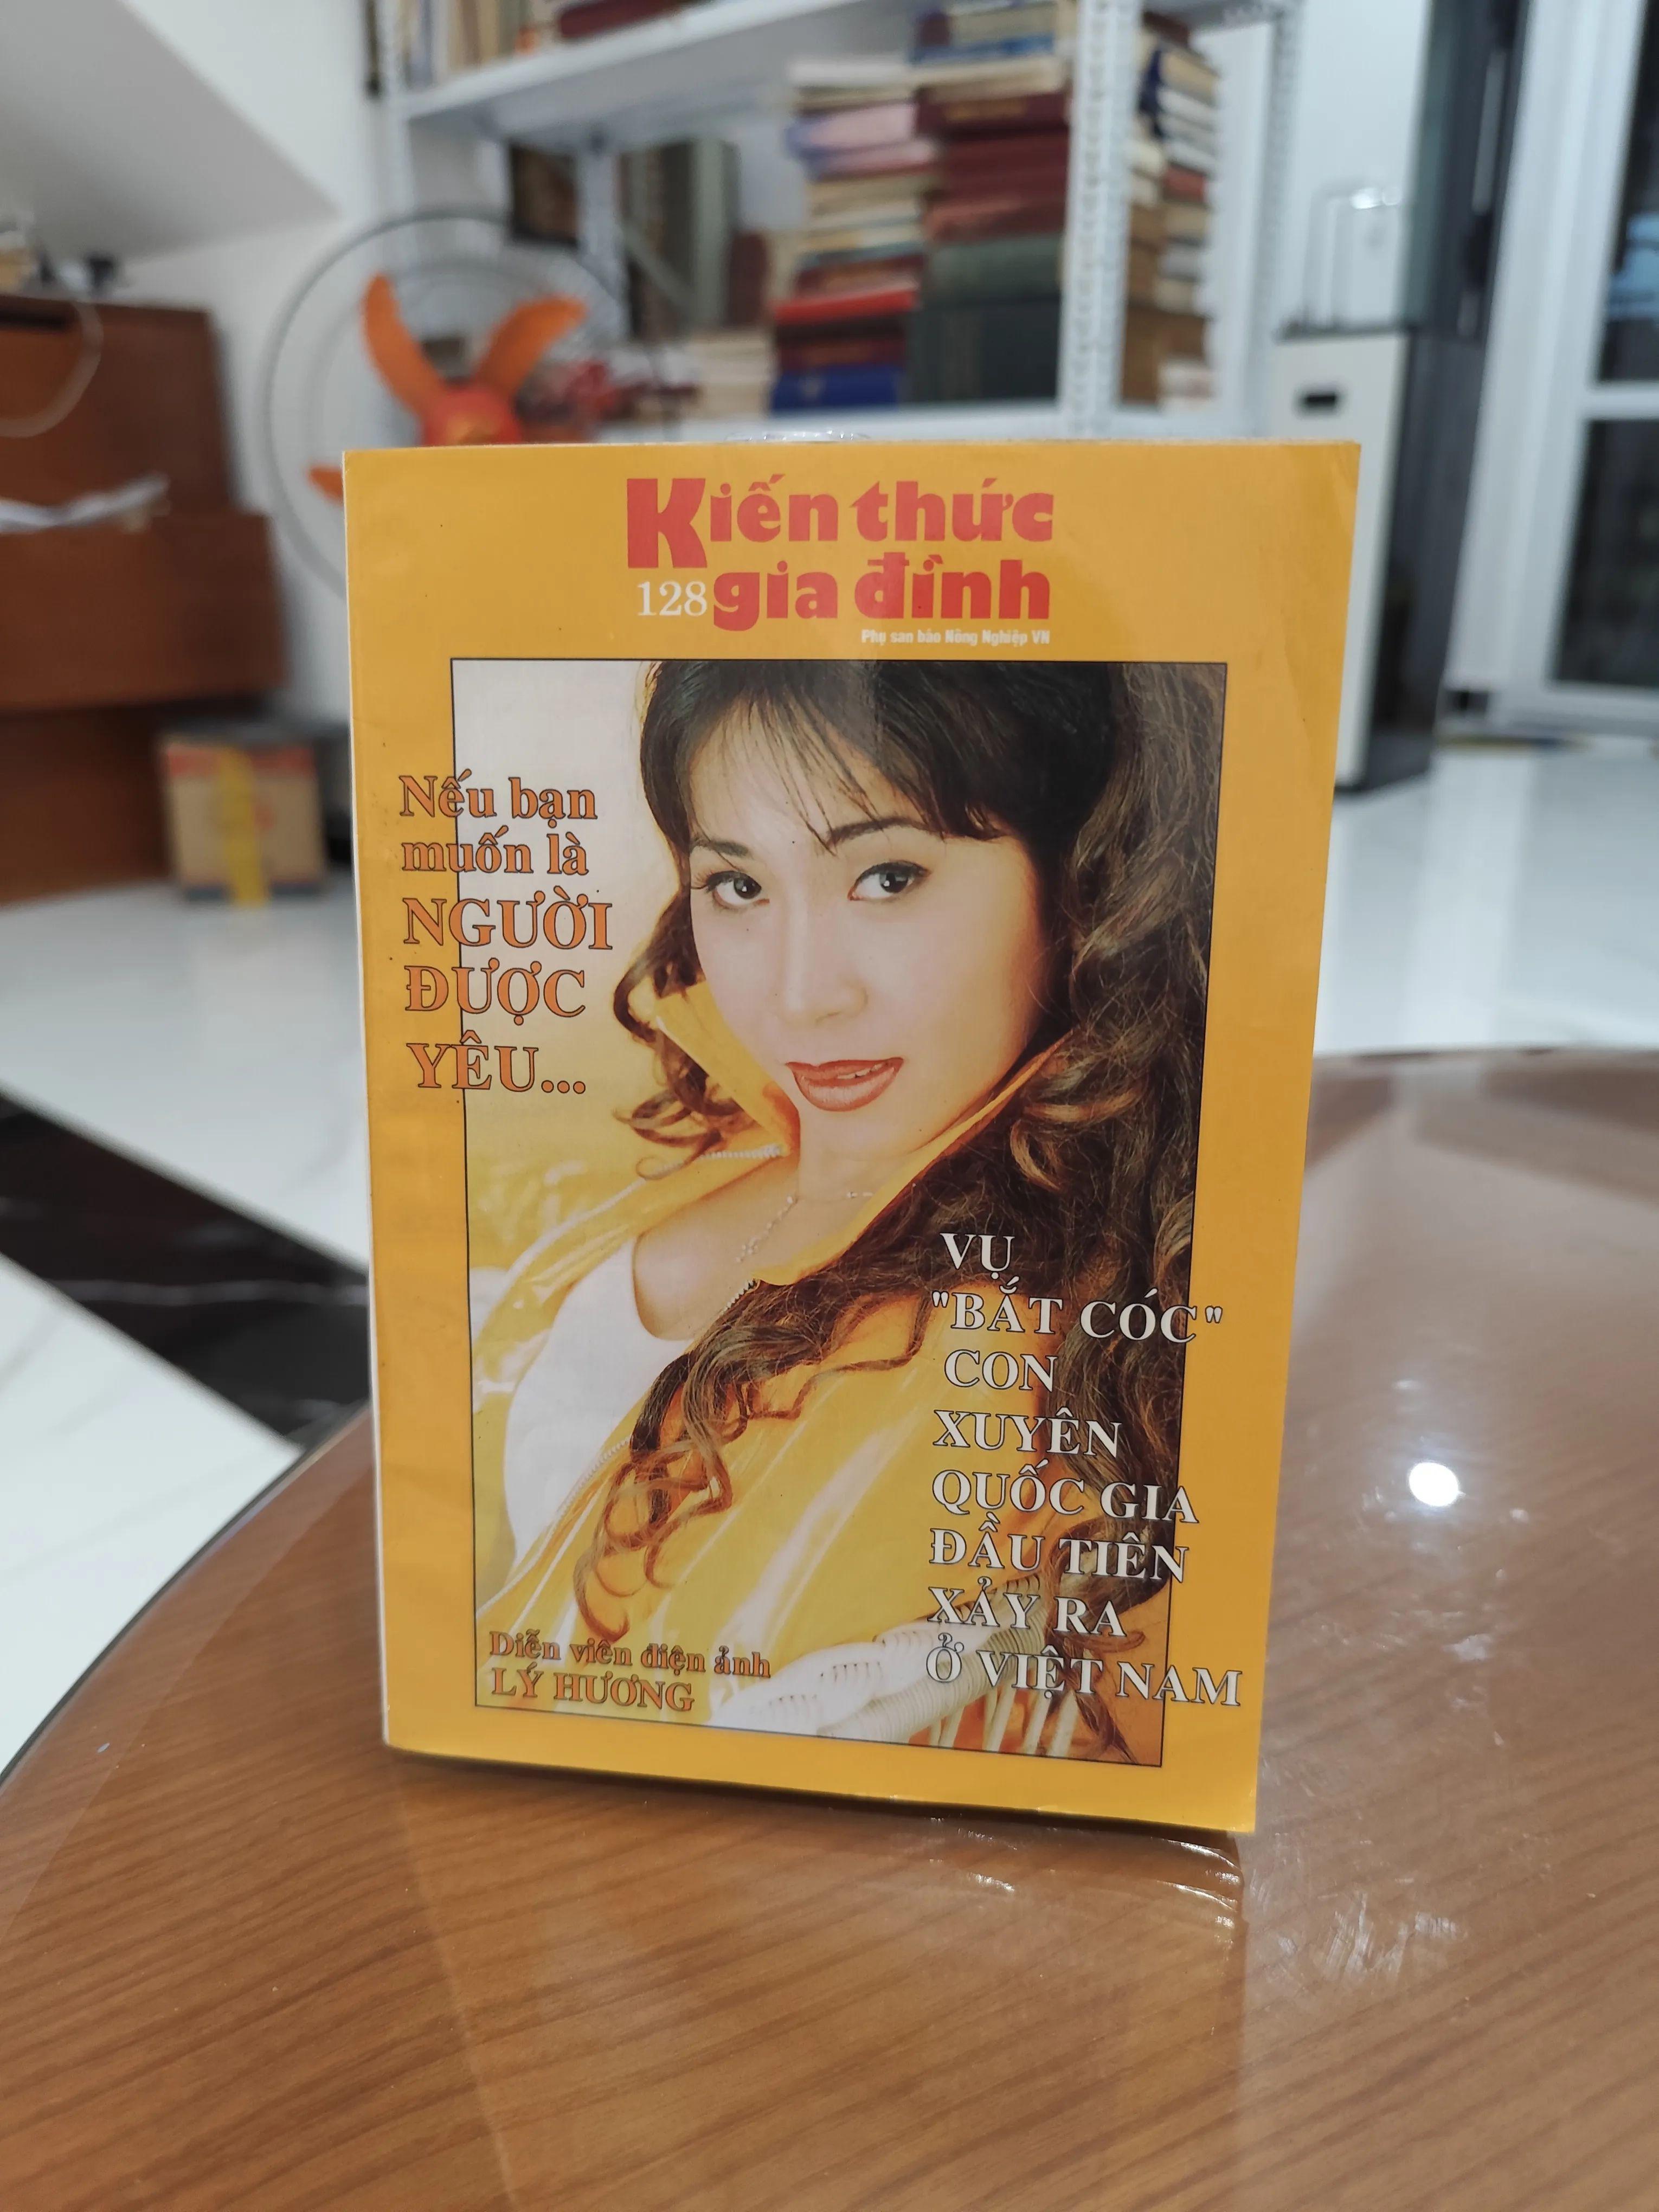 Kiến thức
128 gia đình
Phụ san báo Nông Nghiệp VN
Nếu bạn
muốn là
NGƯỜI
ĐƯỢC
YÊU...
VỤ
"BẮT CÓC"
CON
XUYÊN
QUỐC GIA
ĐẦU TIÊN
XẢY RA
Ở VIỆT NAM
Diễn viên điện ảnh
LÝ HƯƠNG